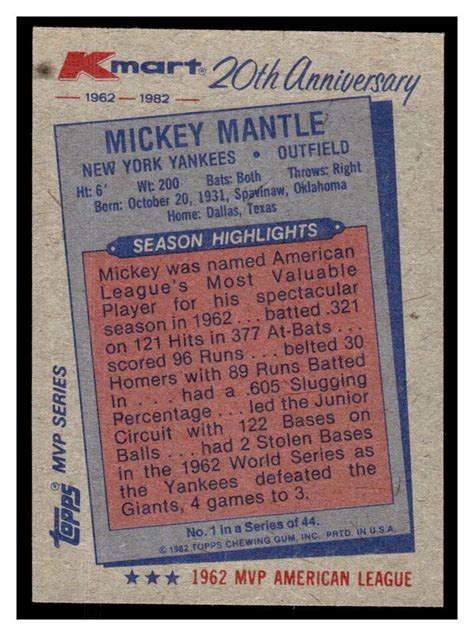 Kmart® 20th Anniversary
1962 — 1982
MICKEY MANTLE
NEW YORK YANKEES • OUTFIELD
Ht: 6' Wt: 200 Bats: Both Throws: Right
Born: October 20, 1931, Spavinaw, Oklahoma
Home: Dallas, Texas
SEASON HIGHLIGHTS
Mickey was named American
League's Most Valuable
Player for his spectacular
season in 1962 . . . batted .321
on 121 Hits in 377 At-Bats . . .
scored 96 Runs . . . belted 30
Homers with 89 Runs Batted
In . . . had a .605 Slugging
Percentage . . . led the Junior
Circuit with 122 Bases on
Balls . . . had 2 Stolen Bases
in the 1962 World Series as
the Yankees defeated the
Giants, 4 games to 3.
No. 1 in a Series of 44.
© 1982 TOPPS CHEWING GUM, INC. PRTD. IN U.S.A.
TOPPS MVP SERIES
★★★ 1962 MVP AMERICAN LEAGUE